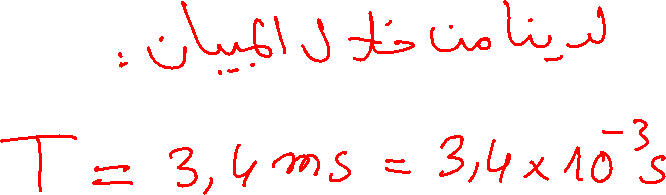 لدينا من خلال المبيان :
T = 3,4 ms = 3,4 × 10⁻³ s